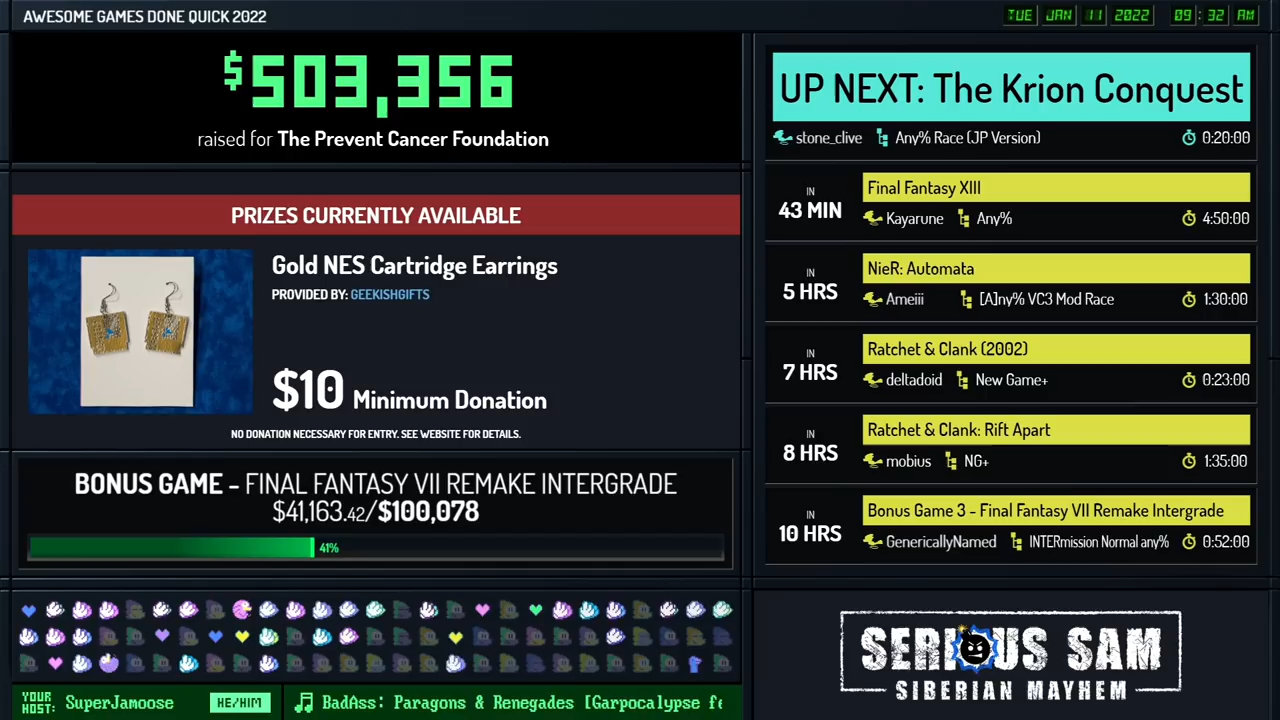 AWESOME GAMES DONE QUICK 2022
TUE JAN 11 2022 09:32 AM
$503,356
raised for The Prevent Cancer Foundation
PRIZES CURRENTLY AVAILABLE
Gold NES Cartridge Earrings
PROVIDED BY: GEEKISHGIFTS
$10 Minimum Donation
NO DONATION NECESSARY FOR ENTRY. SEE WEBSITE FOR DETAILS.
BONUS GAME - FINAL FANTASY VII REMAKE INTERGRADE
$41,163.42/$100,078
41%
UP NEXT: The Krion Conquest
stone_clive Any% Race (JP Version) 0:20:00
IN 43 MIN
Final Fantasy XIII
Kayarune Any% 4:50:00
IN 5 HRS
NieR: Automata
Ameiii [A]ny% VC3 Mod Race 1:30:00
IN 7 HRS
Ratchet & Clank (2002)
deltadoid New Game+ 0:23:00
IN 8 HRS
Ratchet & Clank: Rift Apart
mobius NG+ 1:35:00
IN 10 HRS
Bonus Game 3 - Final Fantasy VII Remake Intergrade
GenericallyNamed INTERmission Normal any% 0:52:00
SERIOUS SAM
SIBERIAN MAYHEM
YOUR HOST: SuperJamoose HE/HIM
BadAss: Paragons & Renegades [Garpocalypse fe